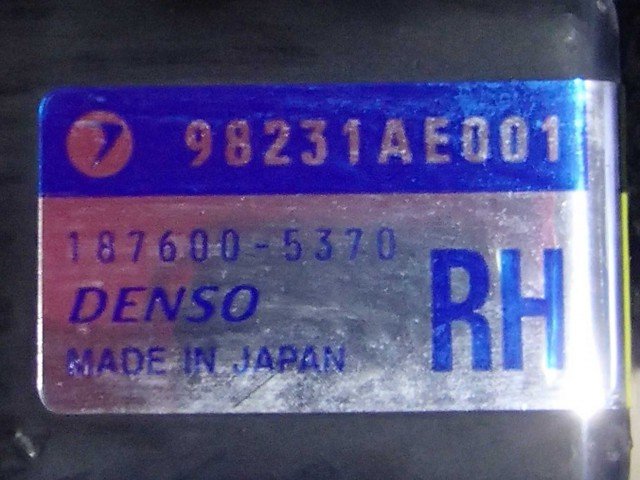 98231AE001
187600-5370
DENSO
RH
MADE IN JAPAN